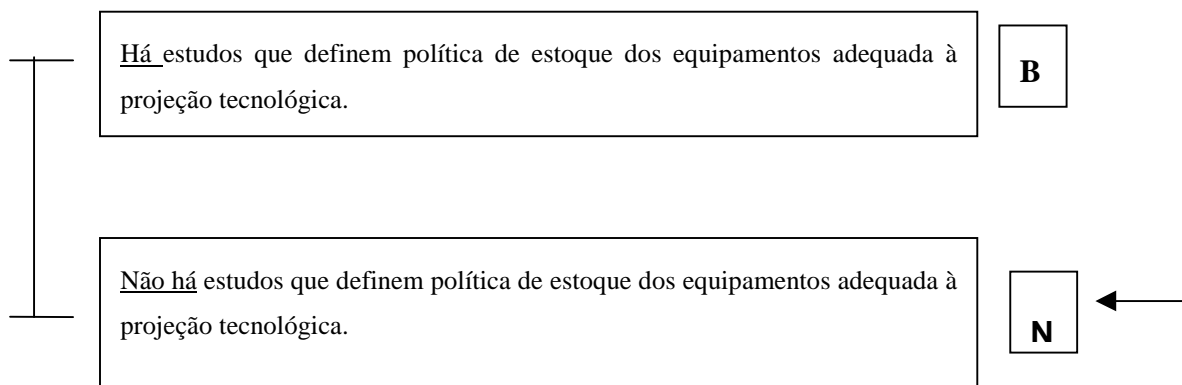 Há estudos que definem política de estoque dos equipamentos adequada à
projeção tecnológica.
B
Não há estudos que definem política de estoque dos equipamentos adequada à
projeção tecnológica.
N